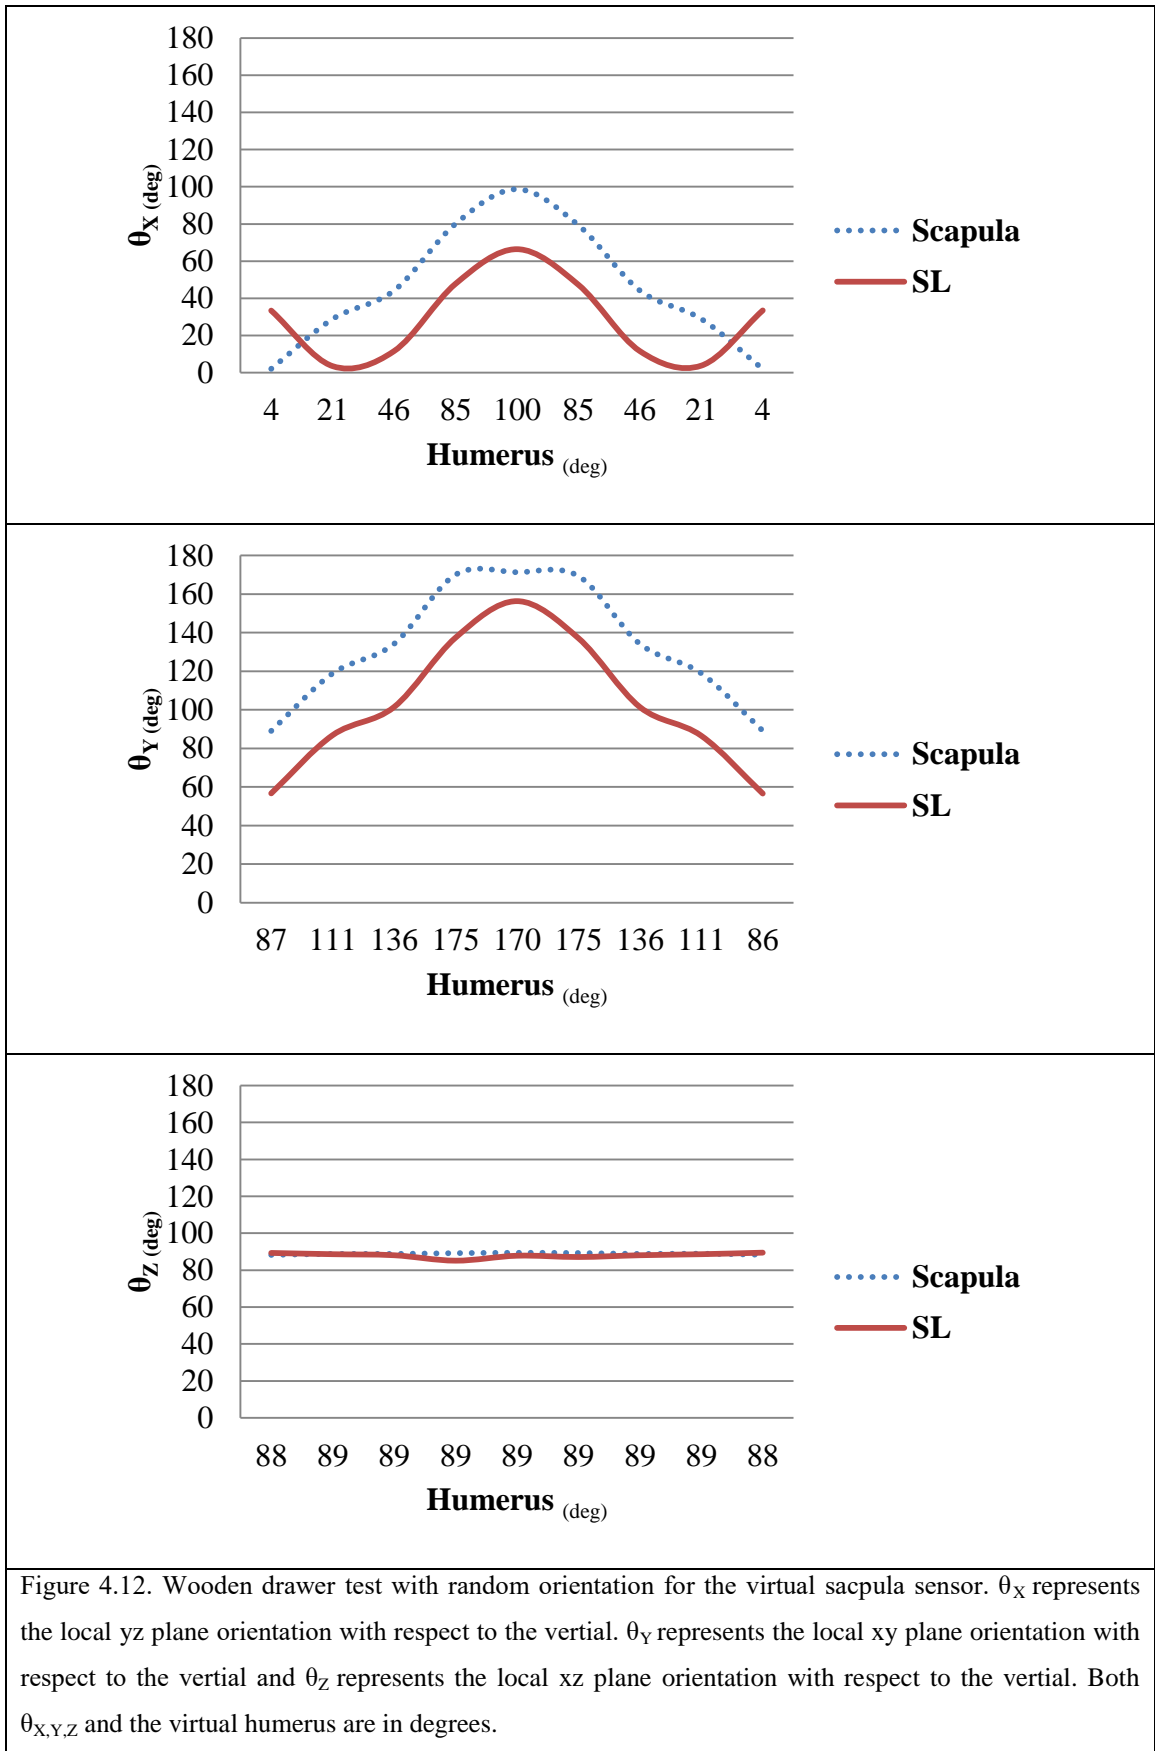 180
160
140
120
100
80
60
40
20
0
θX (deg)
4 21 46 85 100 85 46 21 4
Humerus (deg)
Scapula
SL
180
160
140
120
100
80
60
40
20
0
θY (deg)
87 111 136 175 170 175 136 111 86
Humerus (deg)
Scapula
SL
180
160
140
120
100
80
60
40
20
0
θZ (deg)
88 89 89 89 89 89 89 89 88
Humerus (deg)
Scapula
SL
Figure 4.12. Wooden drawer test with random orientation for the virtual sacpula sensor. θX represents
the local yz plane orientation with respect to the vertial. θY represents the local xy plane orientation with
respect to the vertial and θZ represents the local xz plane orientation with respect to the vertial. Both
θX,Y,Z and the virtual humerus are in degrees.